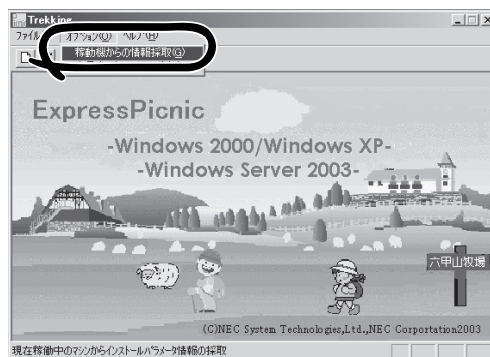 Trekking
ファイル オプション(O) ヘルプ(H)
稼動機からの情報採取(G)
ExpressPicnic
-Windows 2000/Windows XP-
-Windows Server 2003-
六甲山牧場
(C)NEC System Technologies,Ltd.,NEC Corportation2003
現在稼働中のマシンからインストールパラメータ情報の採取